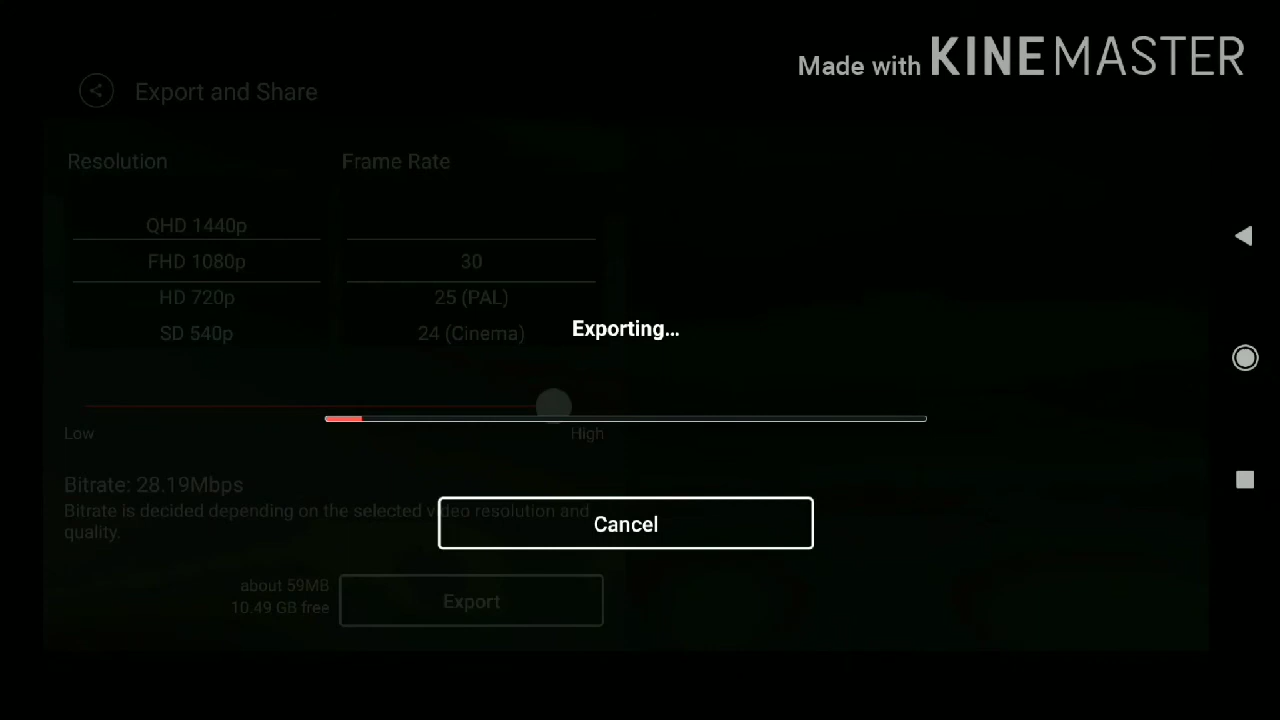 Made with KINEMASTER
Export and Share
Resolution
Frame Rate
QHD 1440p
FHD 1080p
30
HD 720p
25 (PAL)
SD 540p
24 (Cinema)
Exporting...
Low
High
Bitrate: 28.19Mbps
Bitrate is decided depending on the selected video resolution and
quality.
Cancel
about 59MB
10.49 GB free
Export